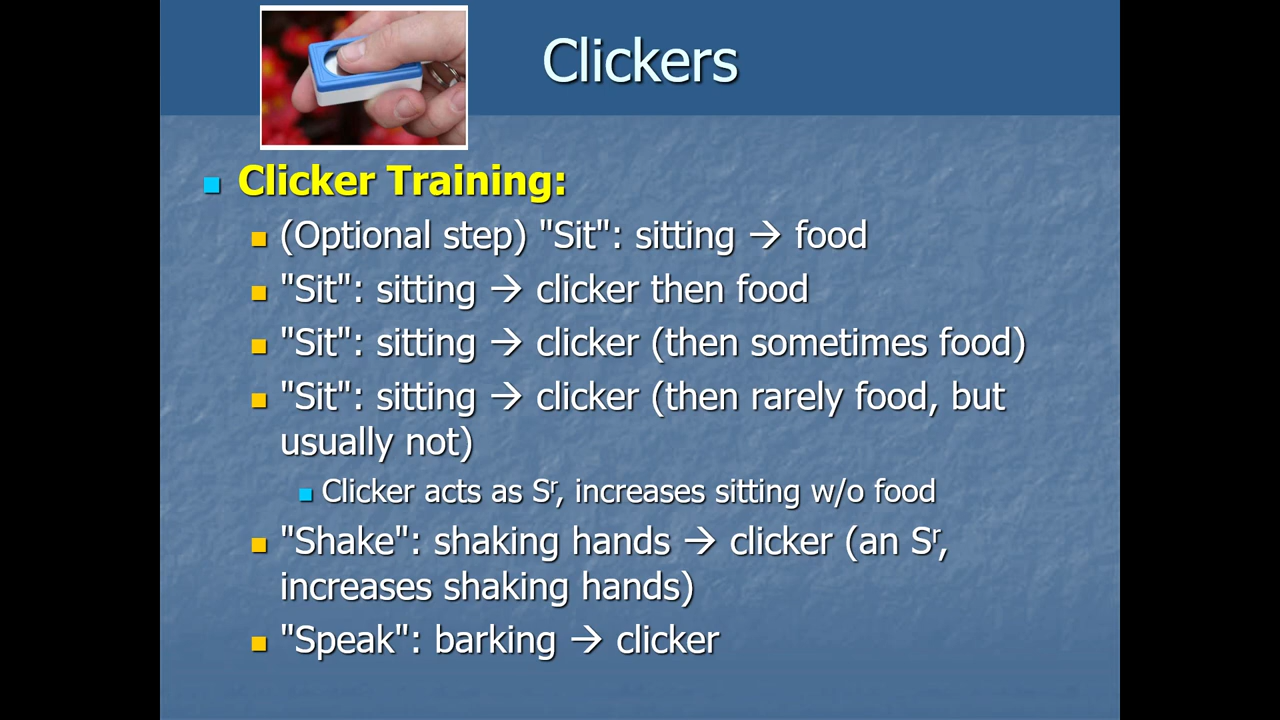 Clickers
Clicker Training:
(Optional step) "Sit": sitting → food
"Sit": sitting → clicker then food
"Sit": sitting → clicker (then sometimes food)
"Sit": sitting → clicker (then rarely food, but
usually not)
Clicker acts as Sʳ, increases sitting w/o food
"Shake": shaking hands → clicker (an Sʳ,
increases shaking hands)
"Speak": barking → clicker